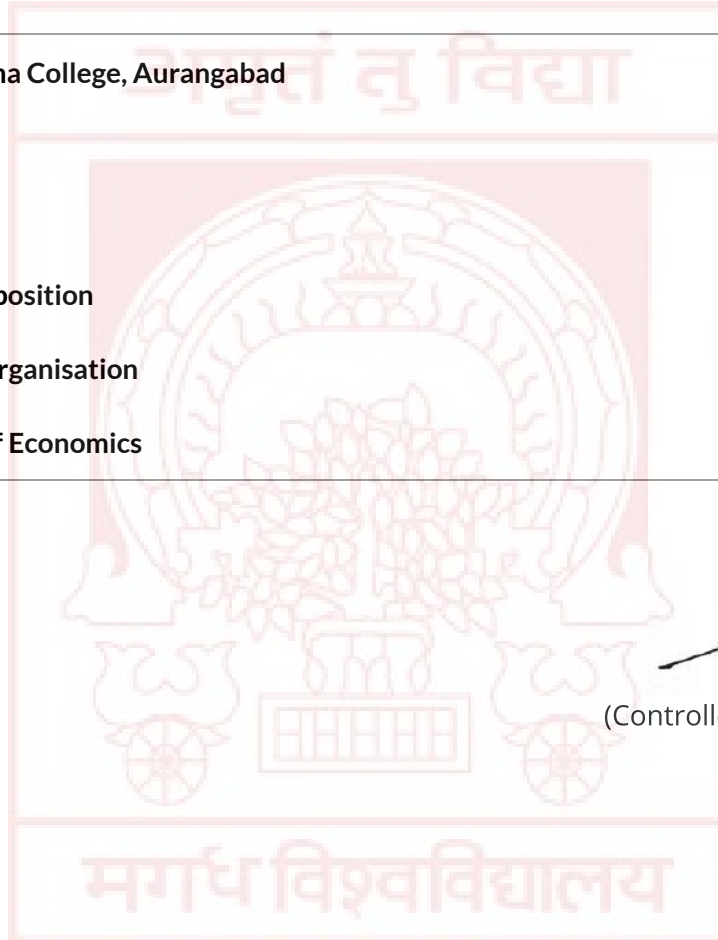 अमृतं तु विद्या
na College, Aurangabad
position
rganisation
f Economics
(Controll
मगध विश्वविद्यालय